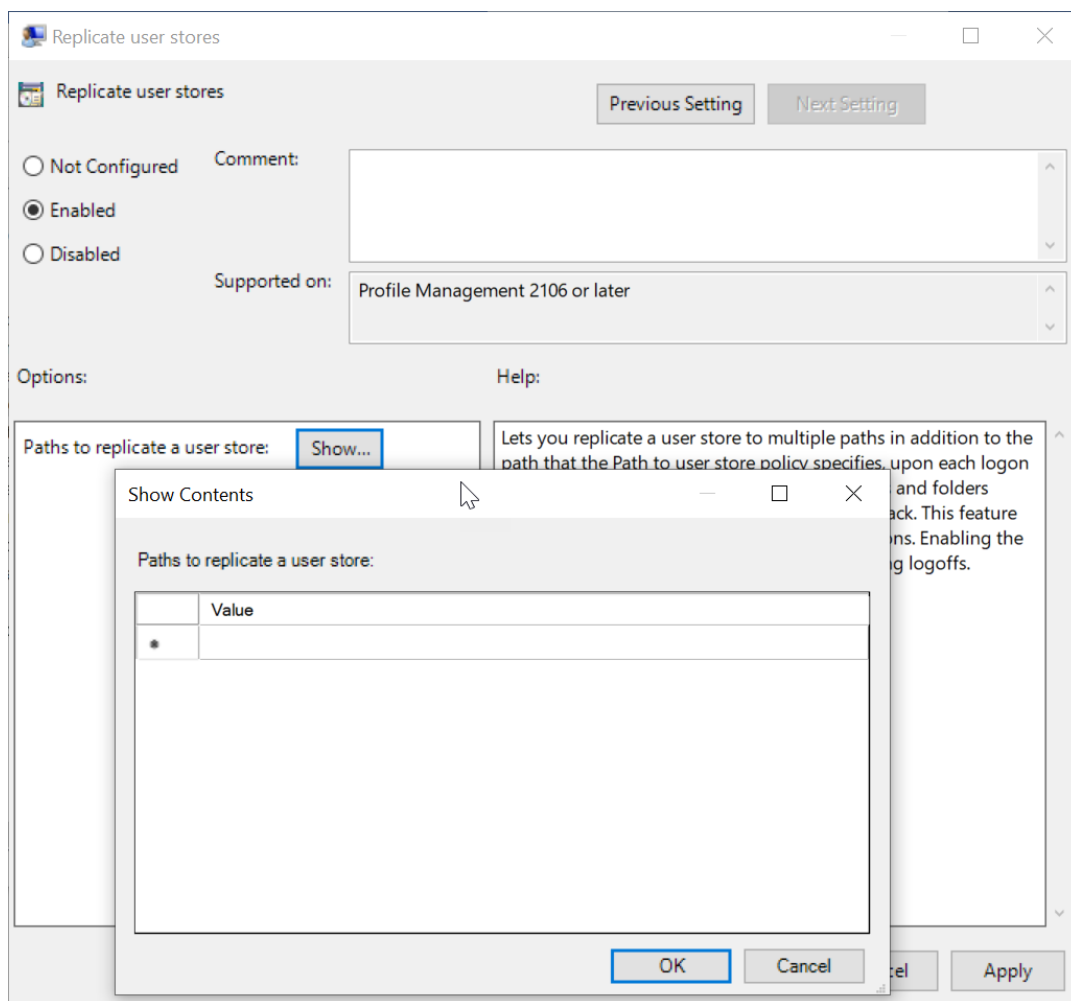 Replicate user stores
Replicate user stores
Previous Setting
Next Setting
Not Configured
Comment:
Enabled
Disabled
Supported on:
Profile Management 2106 or later
Options:
Help:
Paths to replicate a user store:
Show...
Lets you replicate a user store to multiple paths in addition to the
path that the Path to user store policy specifies, upon each logon
and folders
This feature
Enabling the
logoffs.
Show Contents
Paths to replicate a user store:
Value
OK
Cancel
Apply